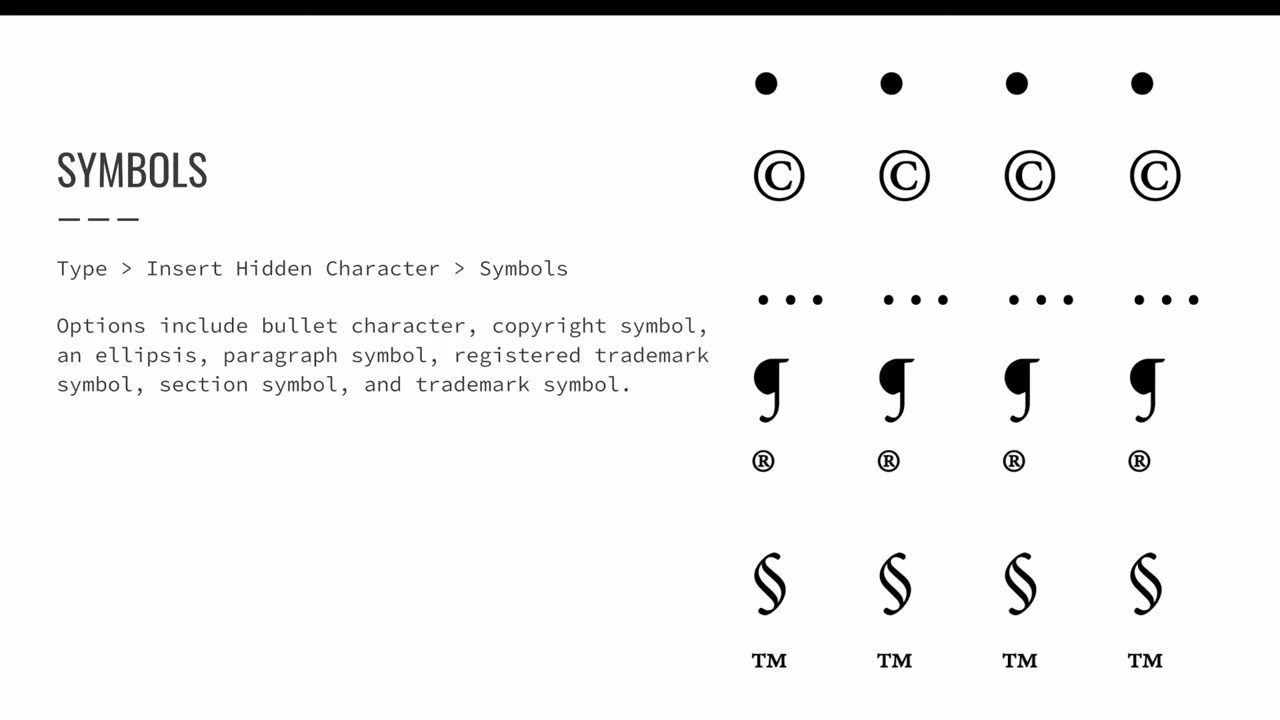 SYMBOLS
Type > Insert Hidden Character > Symbols
Options include bullet character, copyright symbol,
an ellipsis, paragraph symbol, registered trademark
symbol, section symbol, and trademark symbol.
• • • •
© © © ©
… … … …
¶ ¶ ¶ ¶
® ® ® ®
§ § § §
™ ™ ™ ™